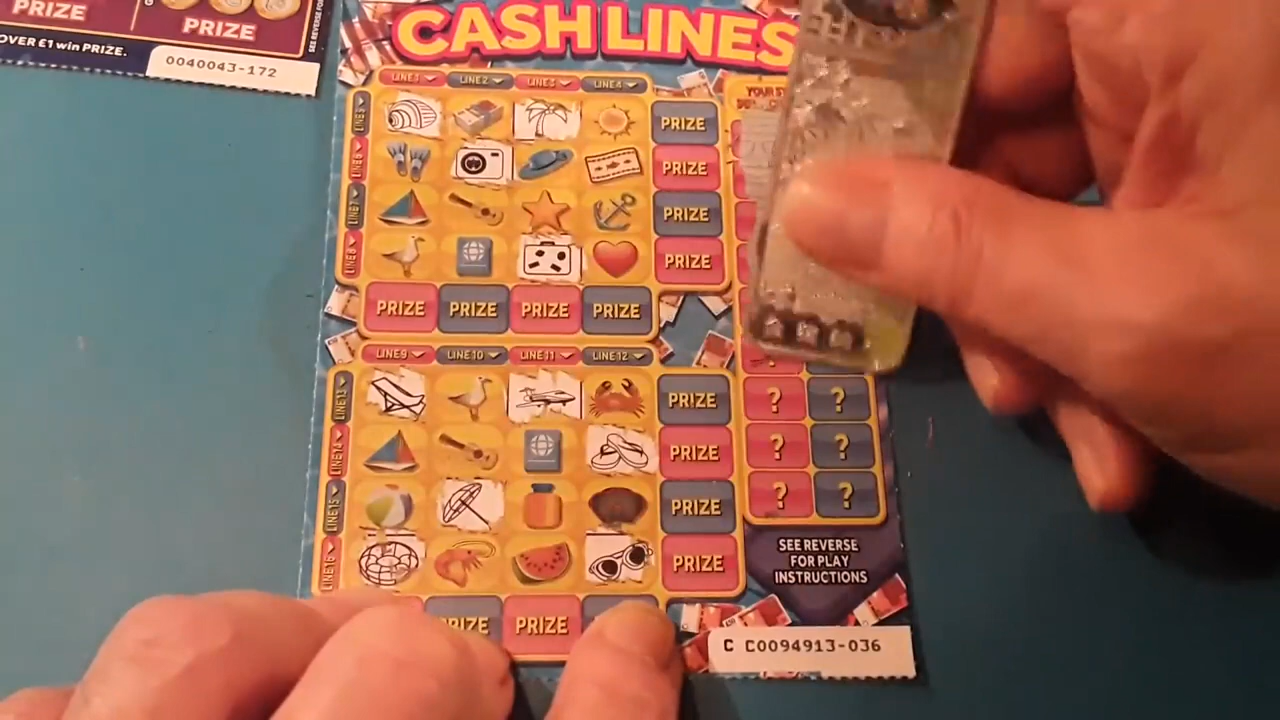 PRIZE
PRIZE
OVER £1 win PRIZE.
0040043-172
CASH LINES
LINE1 LINE2 LINE3 LINE4
LINE5 PRIZE
LINE6 PRIZE
LINE7 PRIZE
LINE8 PRIZE
PRIZE PRIZE PRIZE PRIZE
LINE9 LINE10 LINE11 LINE12
LINE13 PRIZE ? ?
LINE14 PRIZE ? ?
LINE15 PRIZE ? ?
LINE16 PRIZE
PRIZE PRIZE
SEE REVERSE
FOR PLAY
INSTRUCTIONS
C C0094913-036